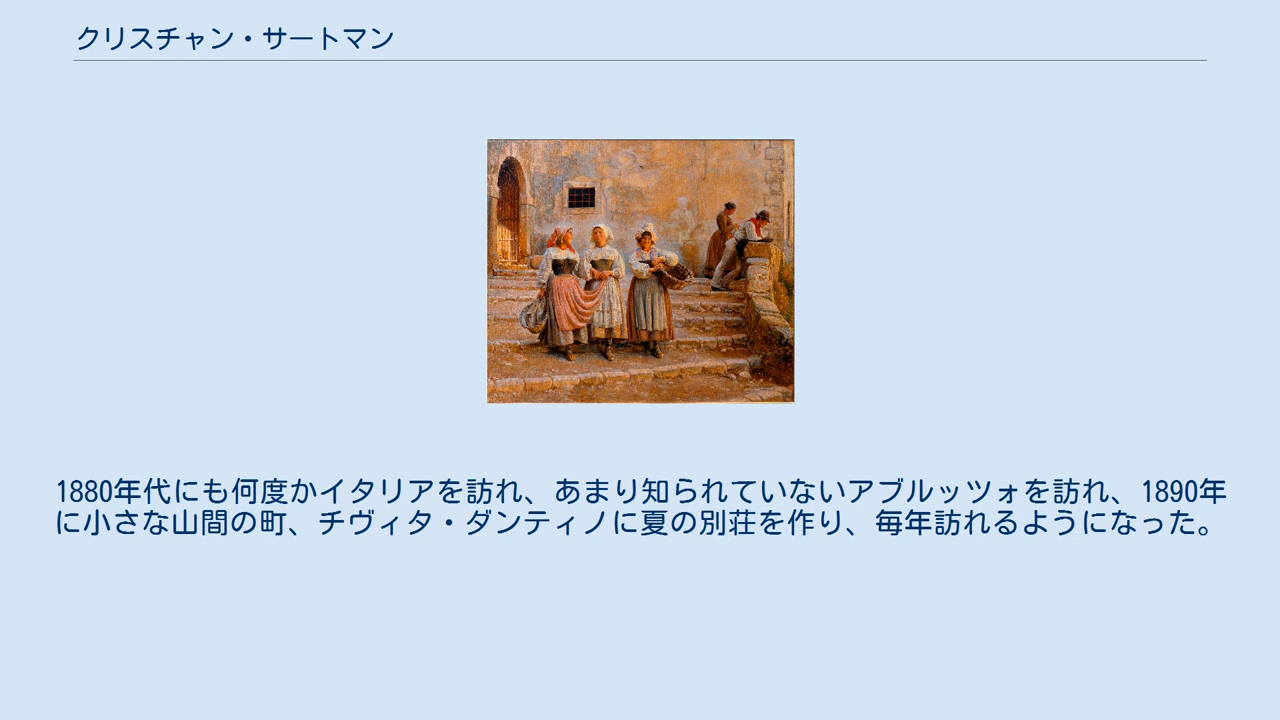 クリスチャン・サートマン
1880年代にも何度かイタリアを訪れ、あまり知られていないアブルッツォを訪れ、1890年
に小さな山間の町、チヴィタ・ダンティノに夏の別荘を作り、毎年訪れるようになった。